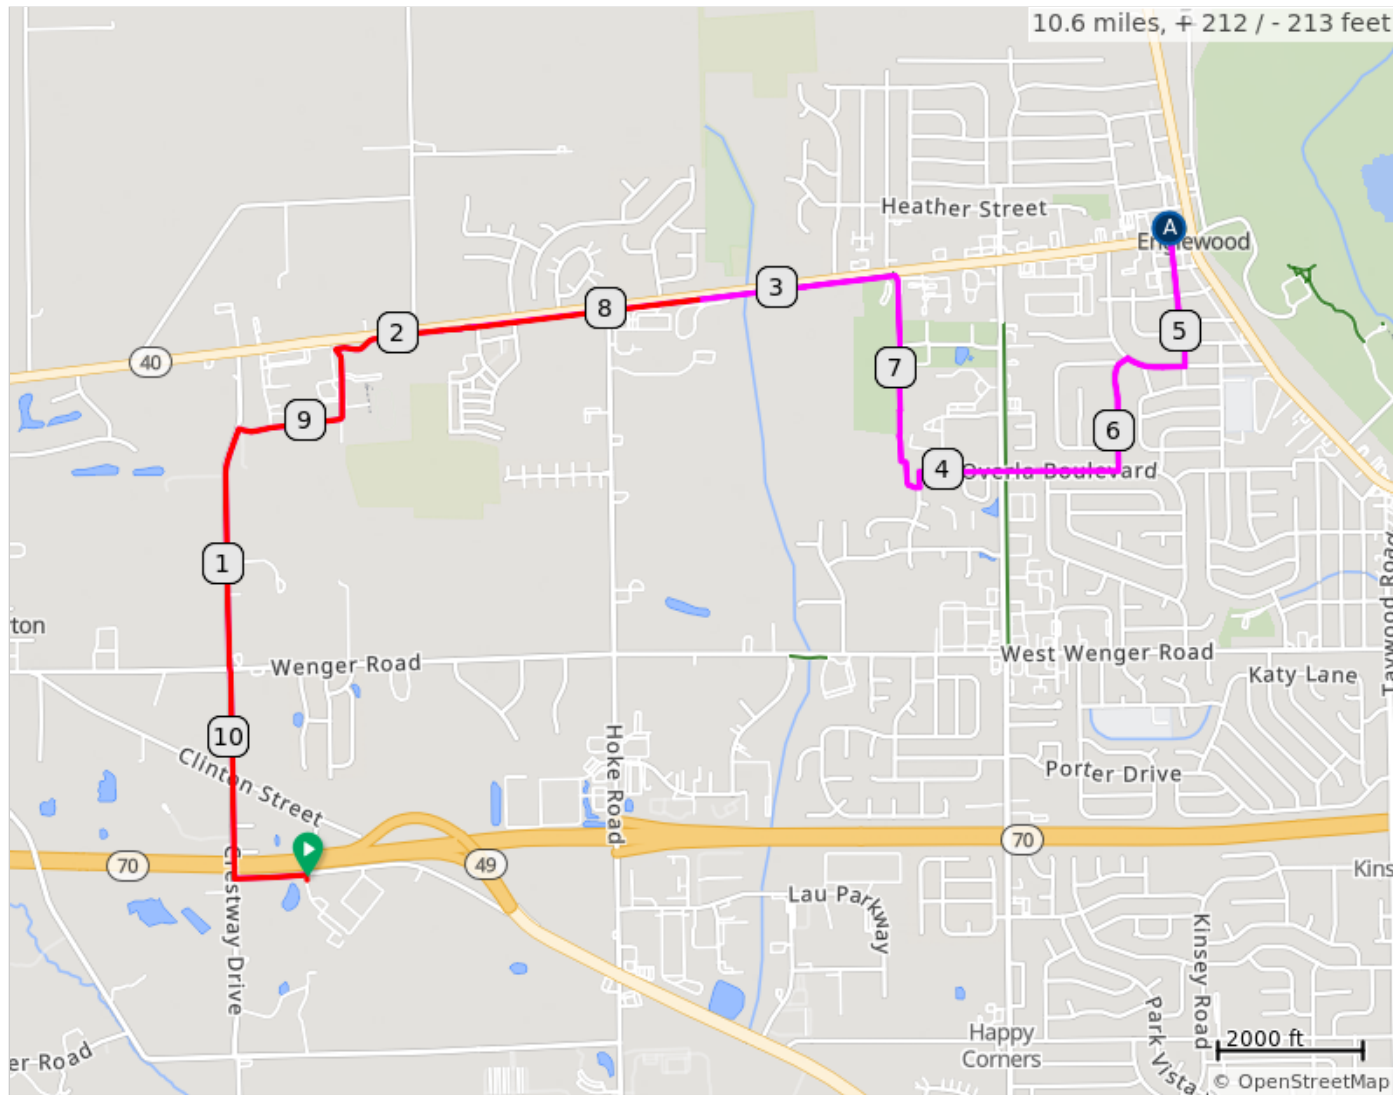 10.6 miles, + 212 / - 213 feet
Heather Street
A
Englewood
3
8
2
5
40
7
9
6
4
Overla Boulevard
1
Taywood Road
ton
West Wenger Road
Wenger Road
Katy Lane
10
Hoke Road
Clinton Street
Porter Drive
70
70
49
Crestway Drive
Kins
Lau Parkway
Kinsey Road
Park Vista
Happy
Corners
2000 ft
er Road
© OpenStreetMap